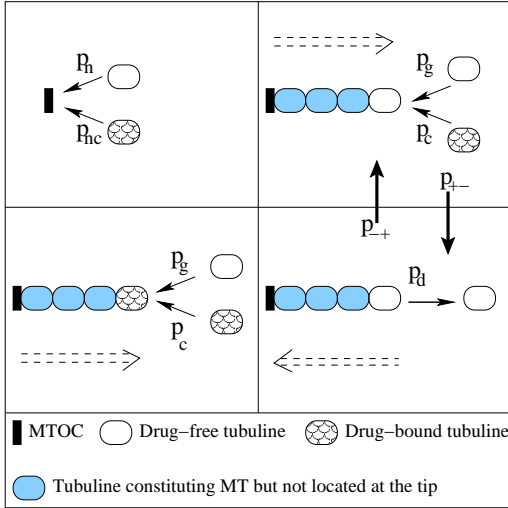 p_n
p_nc
p_g
p_c
p_+-
p_-+
p_g
p_c
p_d
MTOC
Drug-free tubuline
Drug-bound tubuline
Tubuline constituting MT but not located at the tip